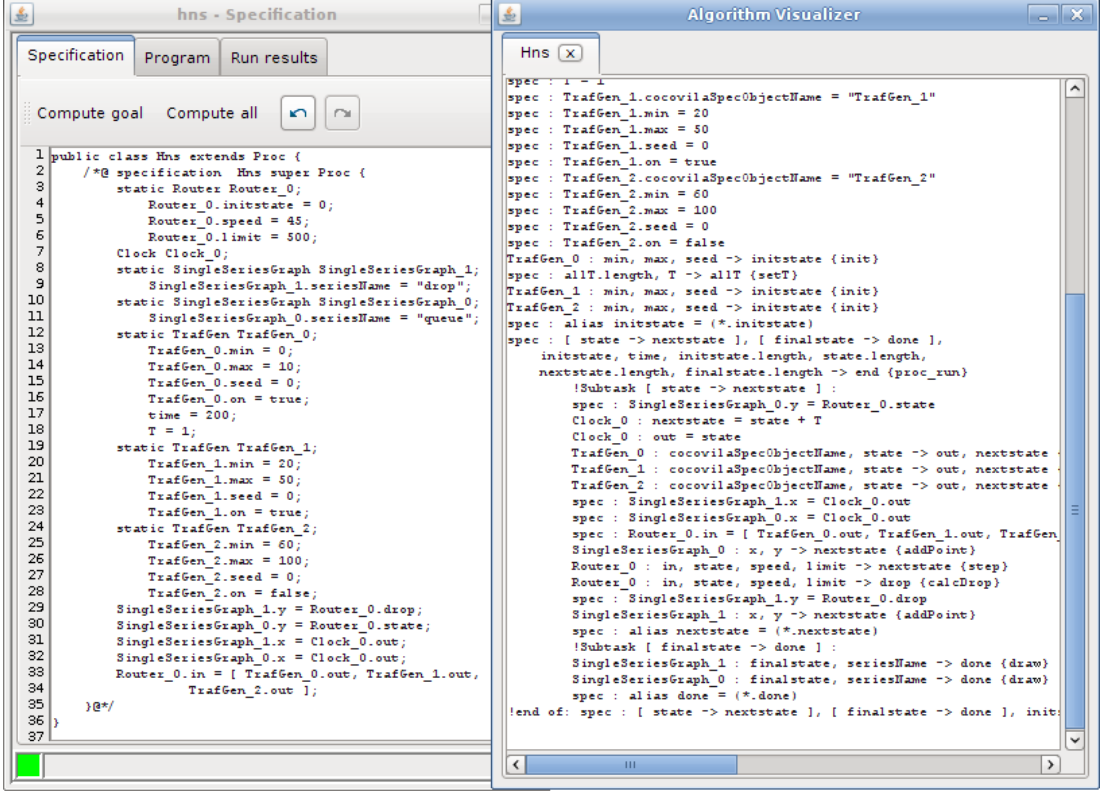 hns - Specification
Specification Program Run results
Compute goal Compute all
1 public class Hns extends Proc {
2 /*@ specification Hns super Proc {
3 static Router Router_0;
4 Router_0.initstate = 0;
5 Router_0.speed = 45;
6 Router_0.limit = 500;
7 Clock Clock_0;
8 static SingleSeriesGraph SingleSeriesGraph_1;
9 SingleSeriesGraph_1.seriesName = "drop";
10 static SingleSeriesGraph SingleSeriesGraph_0;
11 SingleSeriesGraph_0.seriesName = "queue";
12 static TrafGen TrafGen_0;
13 TrafGen_0.min = 0;
14 TrafGen_0.max = 10;
15 TrafGen_0.seed = 0;
16 TrafGen_0.on = true;
17 time = 200;
18 T = 1;
19 static TrafGen TrafGen_1;
20 TrafGen_1.min = 20;
21 TrafGen_1.max = 50;
22 TrafGen_1.seed = 0;
23 TrafGen_1.on = true;
24 static TrafGen TrafGen_2;
25 TrafGen_2.min = 60;
26 TrafGen_2.max = 100;
27 TrafGen_2.seed = 0;
28 TrafGen_2.on = false;
29 SingleSeriesGraph_1.y = Router_0.drop;
30 SingleSeriesGraph_0.y = Router_0.state;
31 SingleSeriesGraph_1.x = Clock_0.out;
32 SingleSeriesGraph_0.x = Clock_0.out;
33 Router_0.in = [ TrafGen_0.out, TrafGen_1.out,
34 TrafGen_2.out ];
35 }@*/
36 }
37
Algorithm Visualizer
Hns x
spec : T = 1
spec : TrafGen_1.cocovilaSpecObjectName = "TrafGen_1"
spec : TrafGen_1.min = 20
spec : TrafGen_1.max = 50
spec : TrafGen_1.seed = 0
spec : TrafGen_1.on = true
spec : TrafGen_2.cocovilaSpecObjectName = "TrafGen_2"
spec : TrafGen_2.min = 60
spec : TrafGen_2.max = 100
spec : TrafGen_2.seed = 0
spec : TrafGen_2.on = false
TrafGen_0 : min, max, seed -> initstate {init}
spec : allT.length, T -> allT {setT}
TrafGen_1 : min, max, seed -> initstate {init}
TrafGen_2 : min, max, seed -> initstate {init}
spec : alias initstate = (*.initstate)
spec : [ state -> nextstate ], [ finalstate -> done ],
initstate, time, initstate.length, state.length,
nextstate.length, finalstate.length -> end {proc_run}
!Subtask [ state -> nextstate ] :
spec : SingleSeriesGraph_0.y = Router_0.state
Clock_0 : nextstate = state + T
Clock_0 : out = state
TrafGen_0 : cocovilaSpecObjectName, state -> out, nextstate
TrafGen_1 : cocovilaSpecObjectName, state -> out, nextstate
TrafGen_2 : cocovilaSpecObjectName, state -> out, nextstate
spec : SingleSeriesGraph_1.x = Clock_0.out
spec : SingleSeriesGraph_0.x = Clock_0.out
spec : Router_0.in = [ TrafGen_0.out, TrafGen_1.out, TrafGen_
SingleSeriesGraph_0 : x, y -> nextstate {addPoint}
Router_0 : in, state, speed, limit -> nextstate {step}
Router_0 : in, state, speed, limit -> drop {calcDrop}
spec : SingleSeriesGraph_1.y = Router_0.drop
SingleSeriesGraph_1 : x, y -> nextstate {addPoint}
spec : alias nextstate = (*.nextstate)
!Subtask [ finalstate -> done ] :
SingleSeriesGraph_1 : finalstate, seriesName -> done {draw}
SingleSeriesGraph_0 : finalstate, seriesName -> done {draw}
spec : alias done = (*.done)
!end of: spec : [ state -> nextstate ], [ finalstate -> done ], init